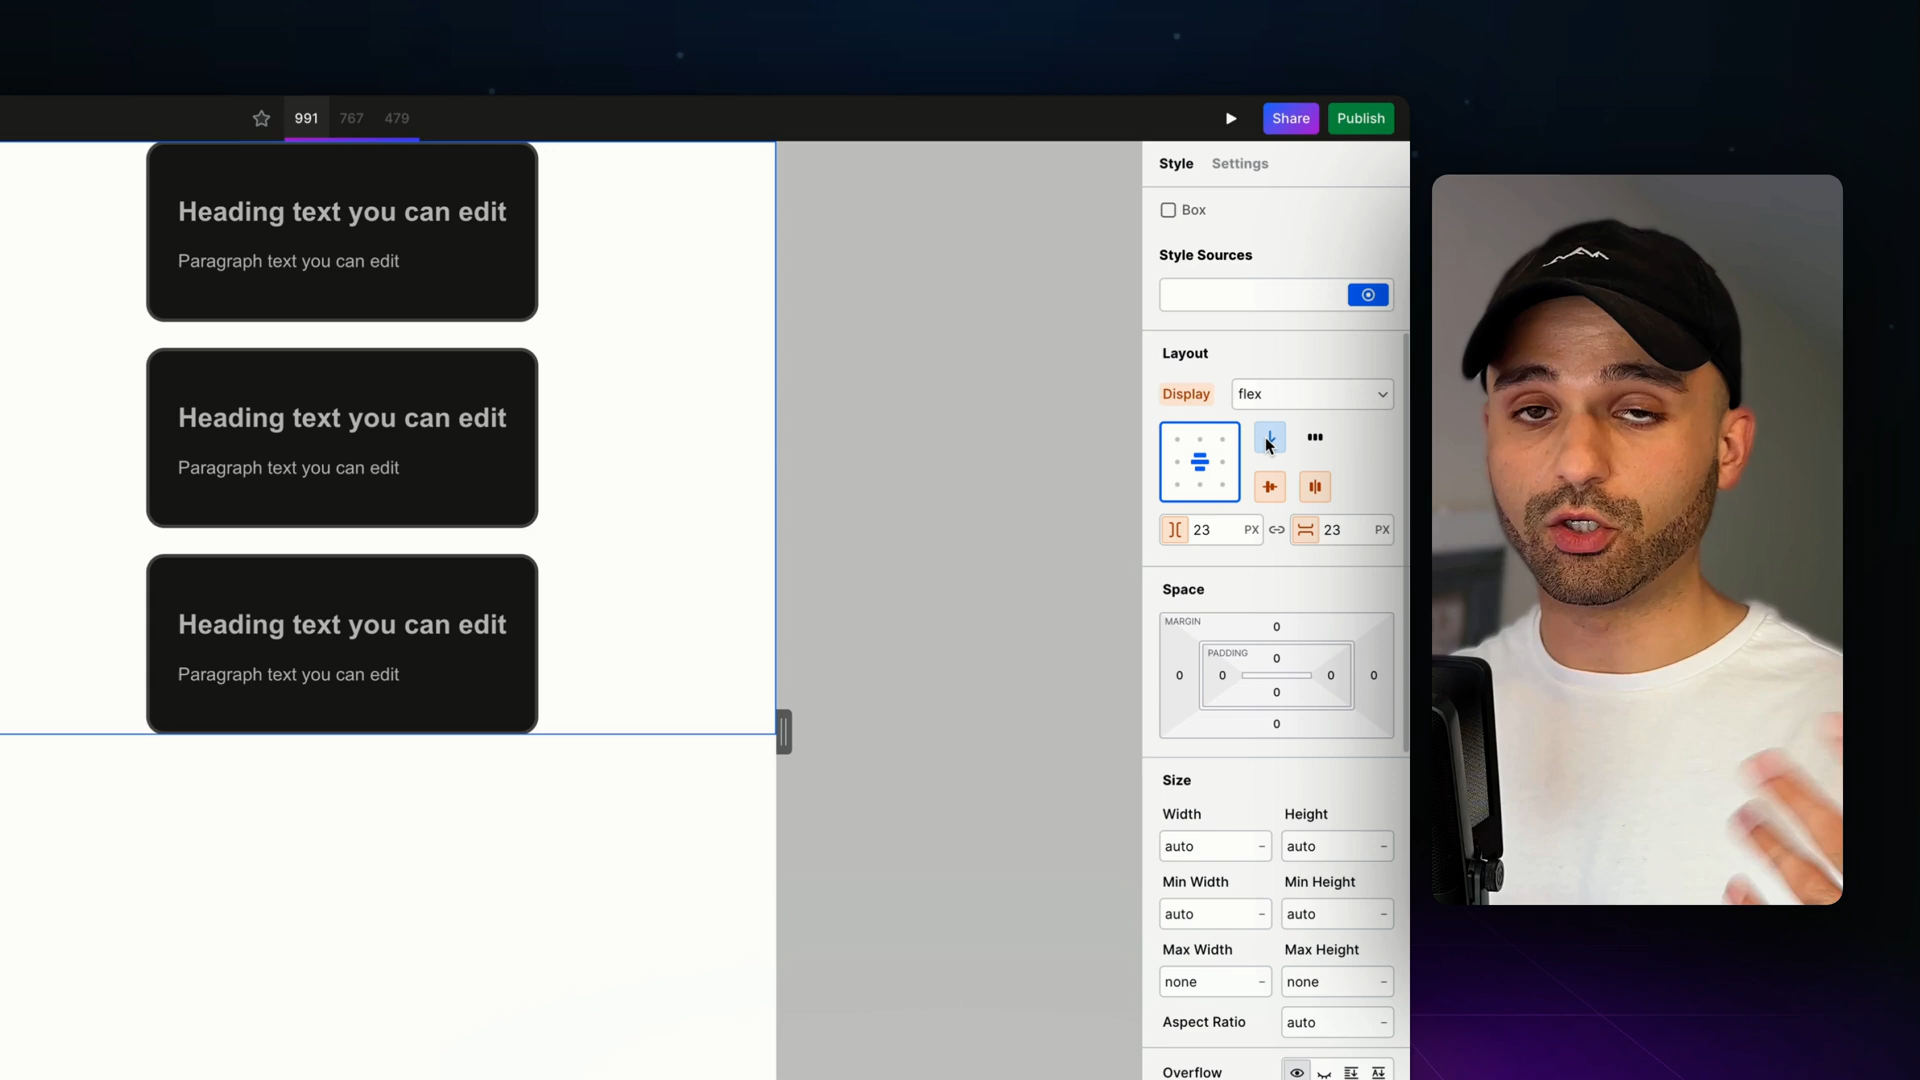 991 767 479
Share Publish
Heading text you can edit
Paragraph text you can edit
Heading text you can edit
Paragraph text you can edit
Heading text you can edit
Paragraph text you can edit
Style Settings
Box
Style Sources
Layout
Display flex
23 PX 23 PX
Space
MARGIN
0
PADDING
0
0 0 0 0
0
0
Size
Width Height
auto – auto –
Min Width Min Height
auto – auto –
Max Width Max Height
none – none –
Aspect Ratio auto –
Overflow